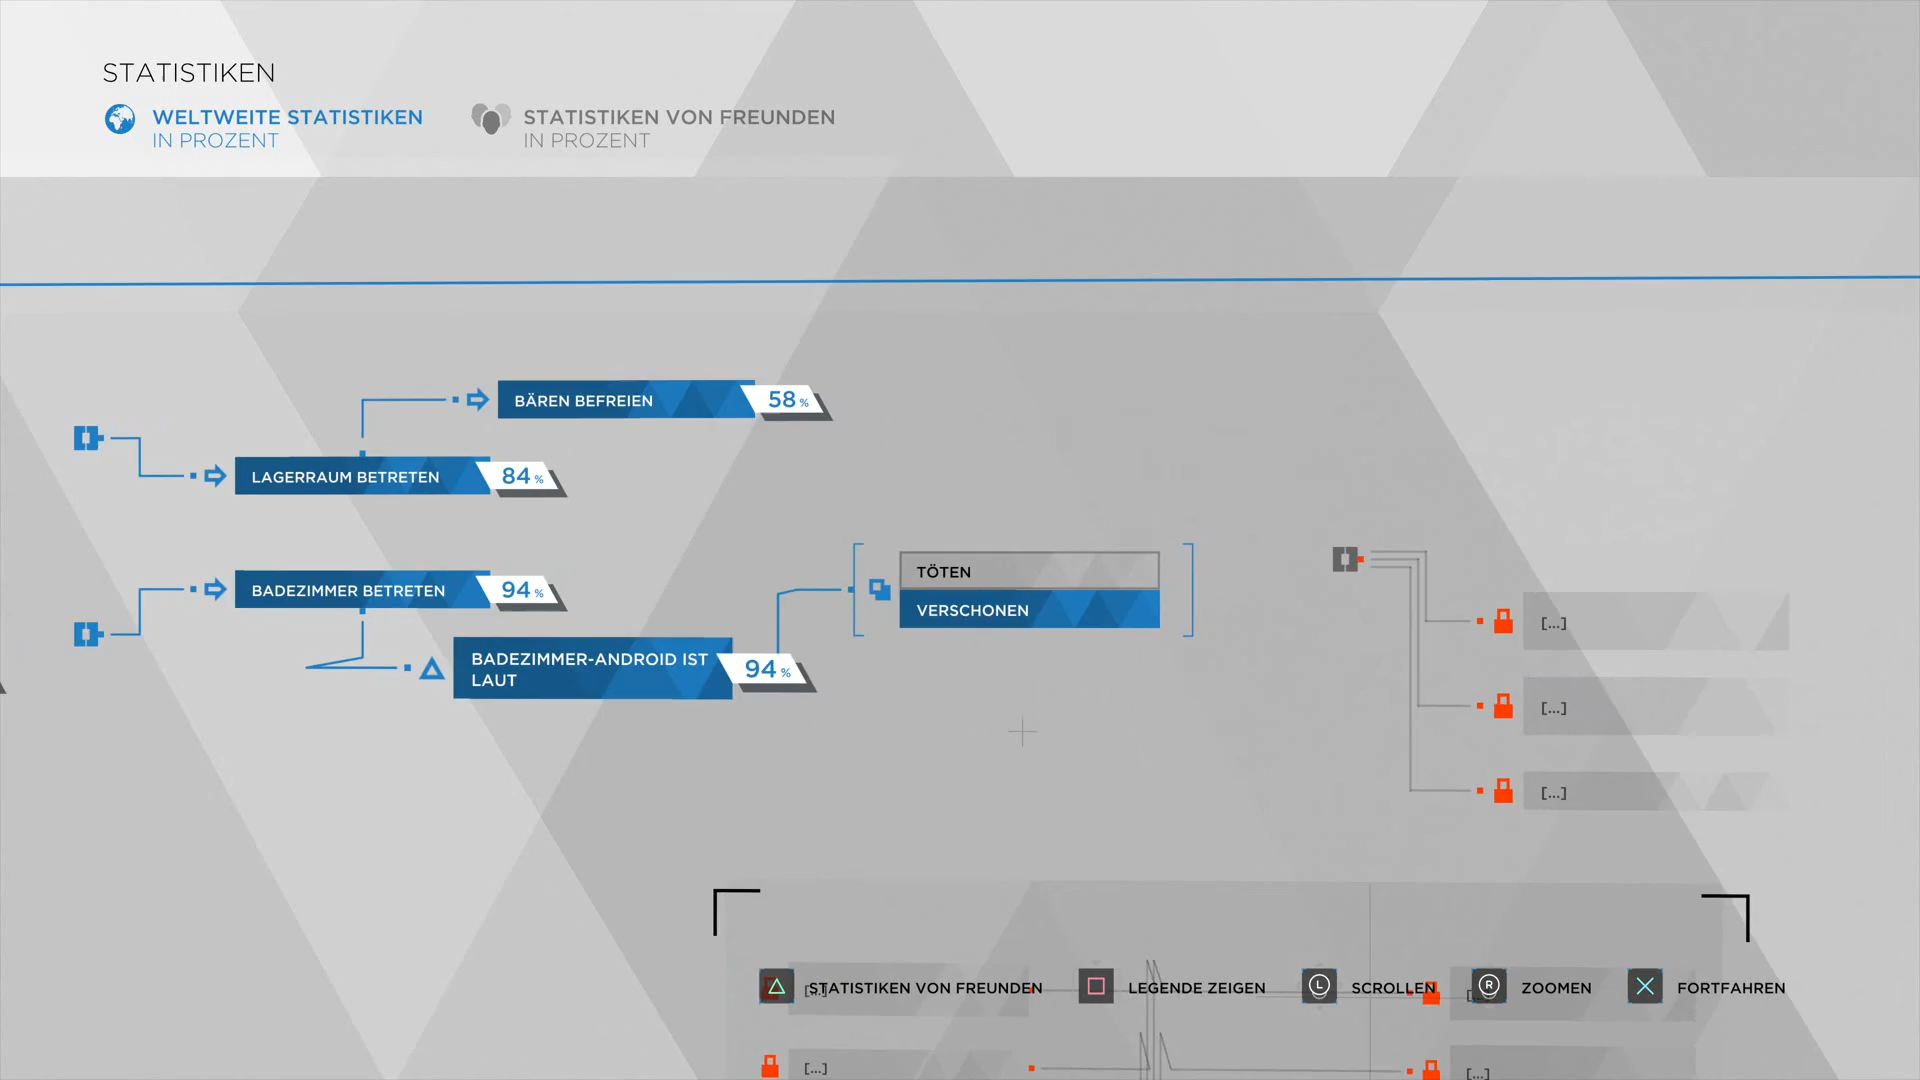 STATISTIKEN
WELTWEITE STATISTIKEN
IN PROZENT
STATISTIKEN VON FREUNDEN
IN PROZENT
BÄREN BEFREIEN
58 %
LAGERRAUM BETRETEN
84 %
BADEZIMMER BETRETEN
94 %
BADEZIMMER-ANDROID IST
LAUT
94 %
TÖTEN
VERSCHONEN
[...]
[...]
[...]
[...]
STATISTIKEN VON FREUNDEN
LEGENDE ZEIGEN
L
SCROLLEN
R
ZOOMEN
FORTFAHREN
[...]
[...]